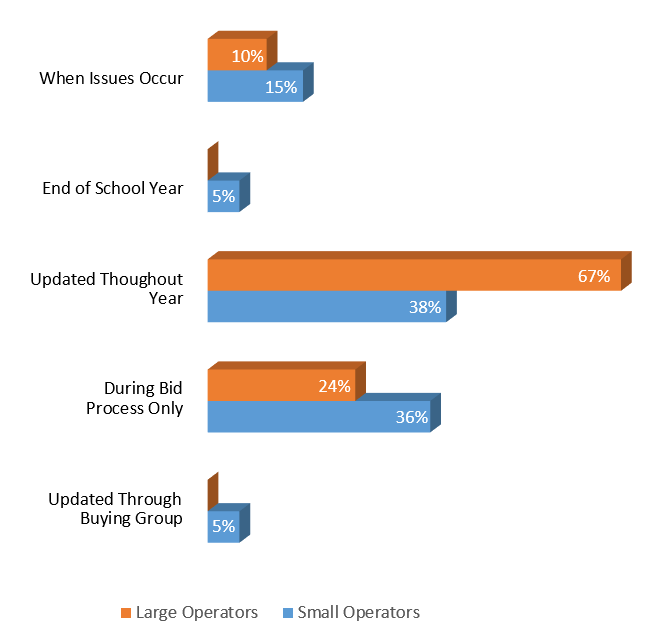 When Issues Occur
10%
15%
End of School Year
5%
Updated Thoughout
Year
67%
38%
During Bid
Process Only
24%
36%
Updated Through
Buying Group
5%
Large Operators
Small Operators